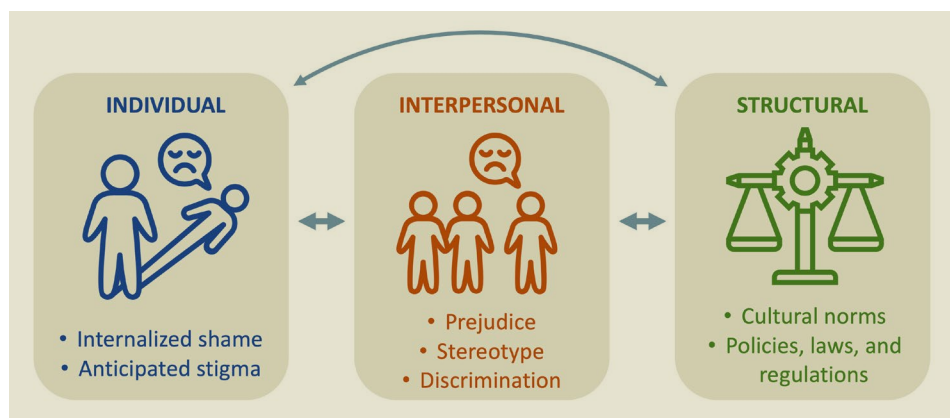 INDIVIDUAL
• Internalized shame
• Anticipated stigma
INTERPERSONAL
• Prejudice
• Stereotype
• Discrimination
STRUCTURAL
• Cultural norms
• Policies, laws, and
regulations